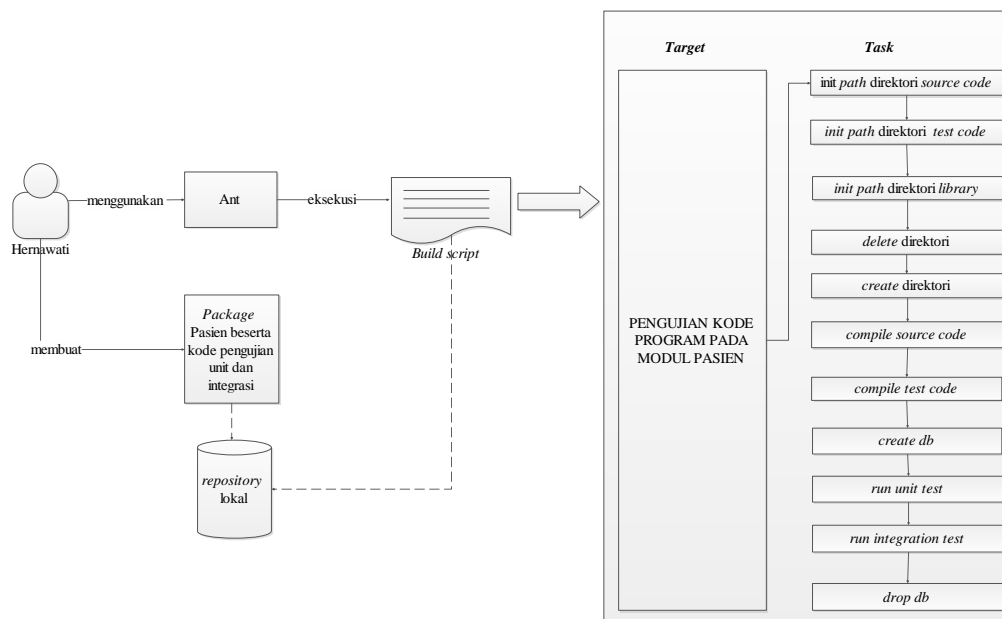 Hernawati
menggunakan
Ant
eksekusi
Build script
membuat
Package
Pasien beserta
kode pengujian
unit dan
integrasi
repository
lokal
Target
Task
PENGUJIAN KODE
PROGRAM PADA
MODUL PASIEN
init path direktori source code
init path direktori test code
init path direktori library
delete direktori
create direktori
compile source code
compile test code
create db
run unit test
run integration test
drop db